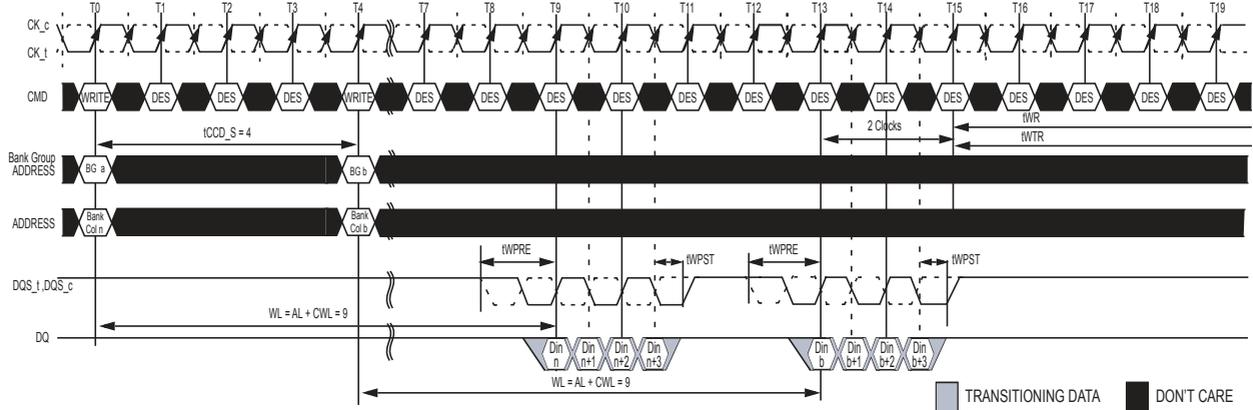 T0 T1 T2 T3 T4 T7 T8 T9 T10 T11 T12 T13 T14 T15 T16 T17 T18 T19
CK_c
CK_t
CMD WRITE DES DES DES WRITE DES DES DES DES DES DES DES DES DES DES DES DES DES
2 Clocks tWR
tCCD_S = 4 tWTR
Bank Group
ADDRESS BG a BG b
ADDRESS Bank Col n Bank Col b
tWPRE tWPST tWPRE tWPST
DQS_t ,DQS_c
WL = AL + CWL = 9
DQ Din n Din n+1 Din n+2 Din n+3 Din b Din b+1 Din b+2 Din b+3
WL = AL + CWL = 9
TRANSITIONING DATA DON'T CARE